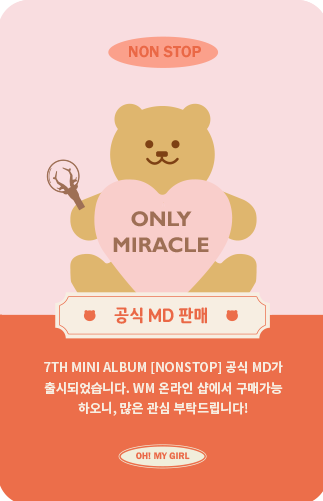 NON STOP
ONLY
MIRACLE
공식 MD 판매
7TH MINI ALBUM [NONSTOP] 공식 MD가
출시되었습니다. WM 온라인 샵에서 구매가능
하오니, 많은 관심 부탁드립니다!
OH! MY GIRL